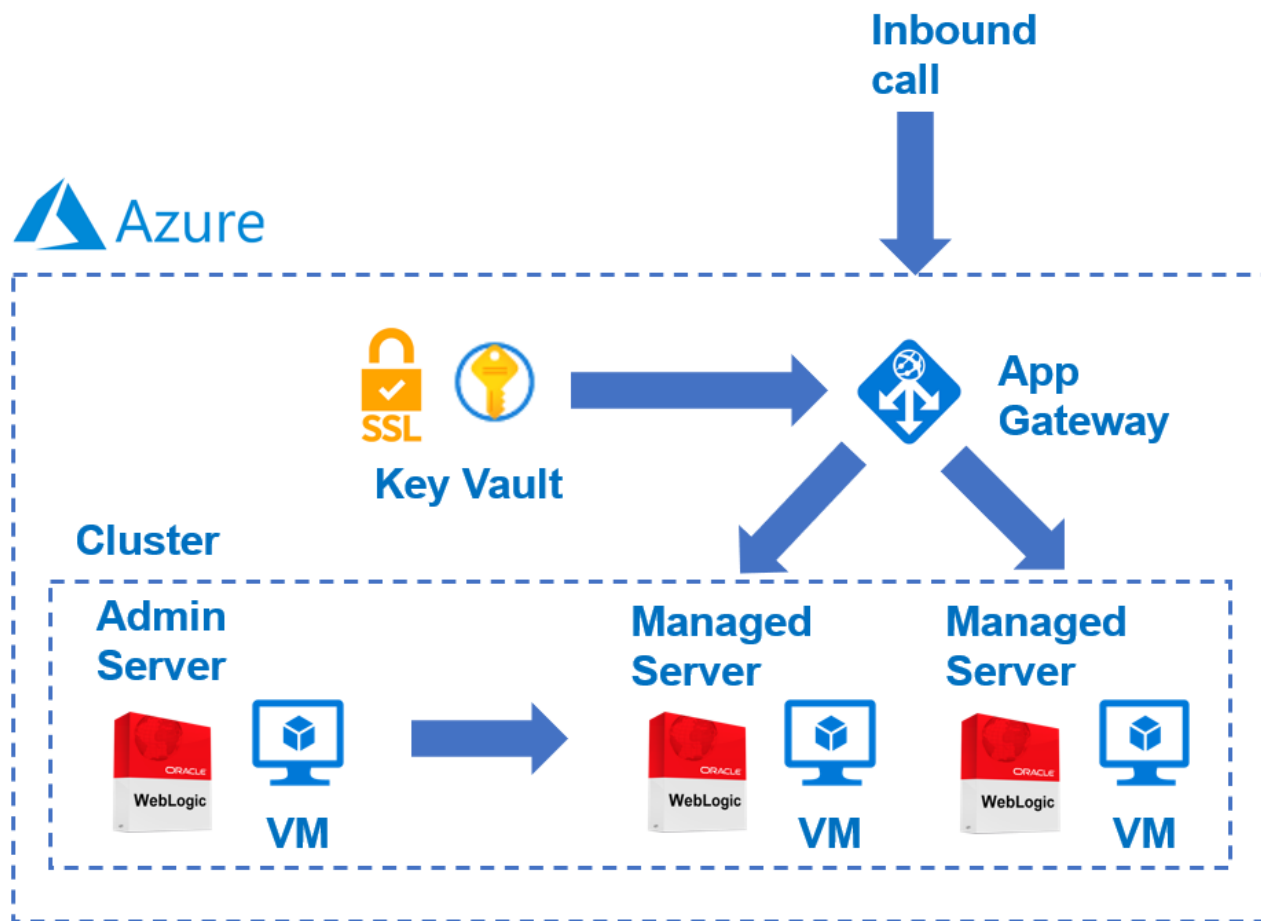 Inbound
call
Azure
App
Gateway
SSL
Key Vault
Cluster
Admin
Server
Managed
Server
Managed
Server
ORACLE
WebLogic
VM
ORACLE
WebLogic
VM
ORACLE
WebLogic
VM